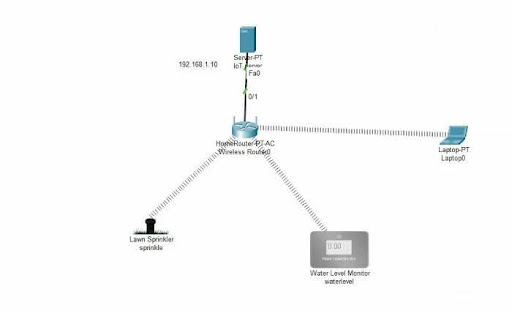 Server-PT
IoT server
192.168.1.10
Fa0
0/1
HomeRouter-PT-AC
Wireless Router0
Laptop-PT
Laptop0
Lawn Sprinkler
sprinkle
0.00
Water Level Monitor
waterlevel